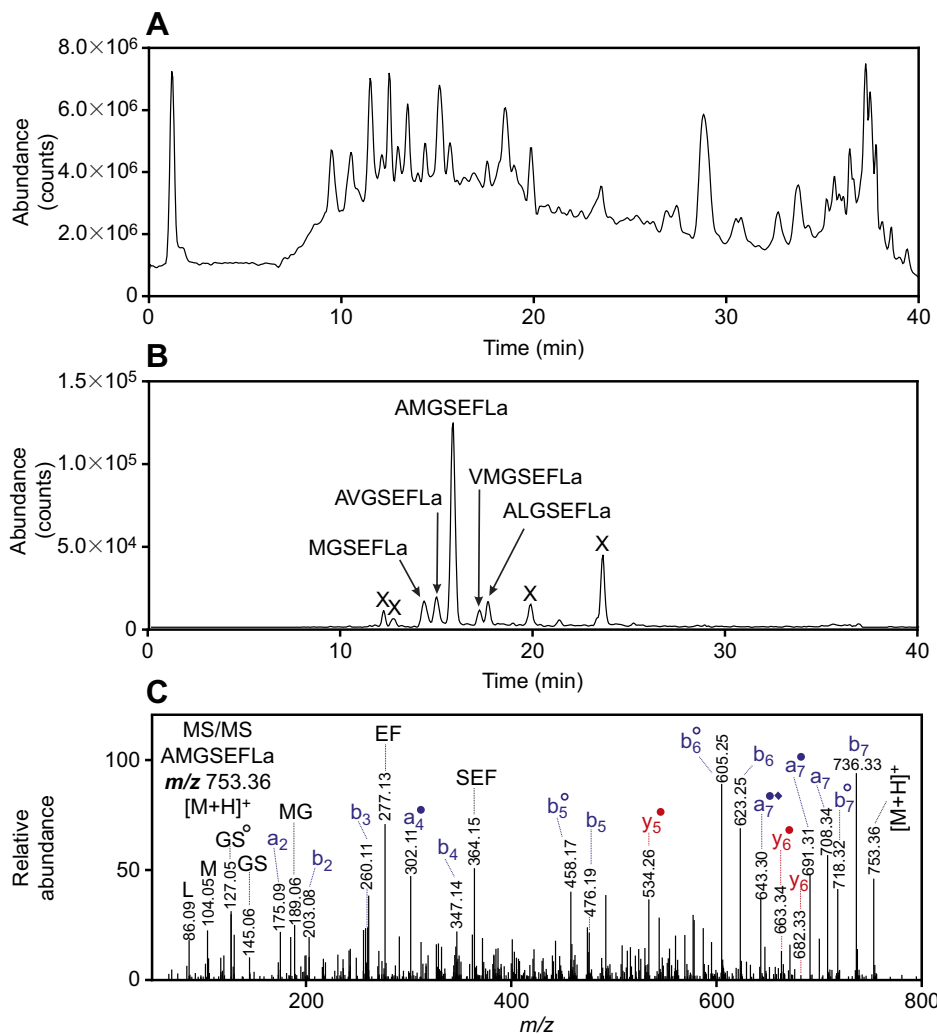 A
Abundance
(counts)
8.0×10⁶
6.0×10⁶
4.0×10⁶
2.0×10⁶
0
0
10
20
30
40
Time (min)
B
Abundance
(counts)
1.5×10⁵
1.0×10⁵
5.0×10⁴
0
AMGSEFLa
AVGSEFLa
VMGSEFLa
ALGSEFLa
MGSEFLa
X
X
X
X
0
10
20
30
40
Time (min)
C
Relative
abundance
100
50
0
MS/MS
AMGSEFLa
m/z 753.36
[M+H]⁺
L
86.09
M
104.05
GS°
127.05
GS
145.06
a₂
175.09
MG
189.06
b₂
203.08
b₃
260.11
EF
277.13
a₄●
302.11
b₄
347.14
SEF
364.15
b₅°
458.17
b₅
476.19
y₅●
534.26
b₆°
605.25
b₆
623.25
a₇●◆
643.30
y₆●
663.34
y₆
682.33
a₇●
691.31
a₇
708.34
b₇°
718.32
b₇
736.33
753.36
[M+H]⁺
200
400
600
800
m/z